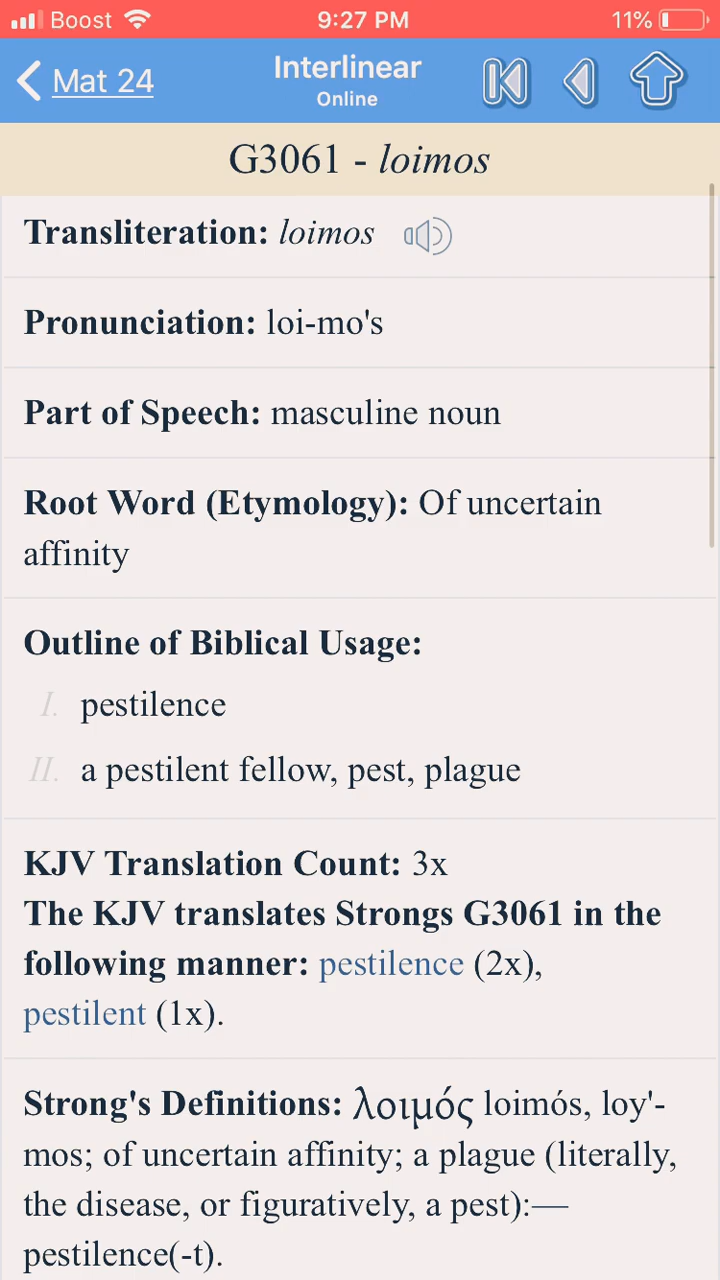 Boost 9:27 PM 11%
Mat 24 Interlinear
Online
G3061 - loimos
Transliteration: loimos
Pronunciation: loi-mo's
Part of Speech: masculine noun
Root Word (Etymology): Of uncertain
affinity
Outline of Biblical Usage:
I. pestilence
II. a pestilent fellow, pest, plague
KJV Translation Count: 3x
The KJV translates Strongs G3061 in the
following manner: pestilence (2x),
pestilent (1x).
Strong's Definitions: λοιμός loimós, loy'-
mos; of uncertain affinity; a plague (literally,
the disease, or figuratively, a pest):—
pestilence(-t).